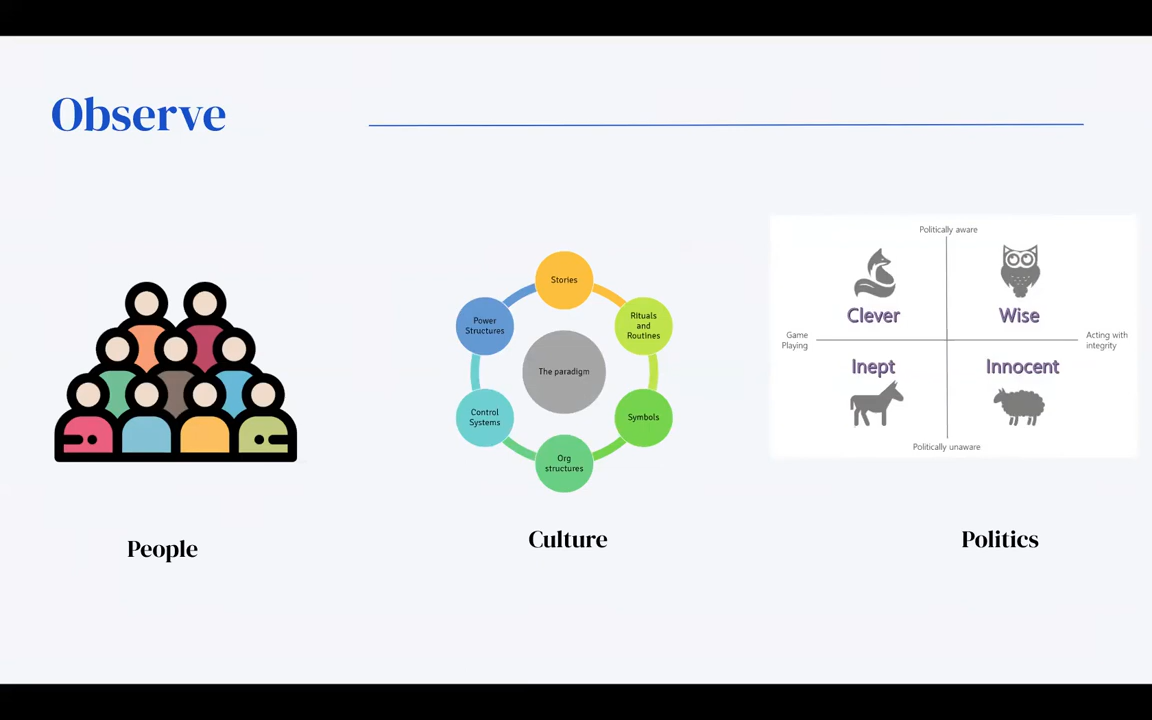 Observe
People
Stories
Rituals
and
Routines
Symbols
Org
structures
Control
Systems
Power
Structures
The paradigm
Culture
Politically aware
Clever
Wise
Game
Playing
Acting with
integrity
Inept
Innocent
Politically unaware
Politics